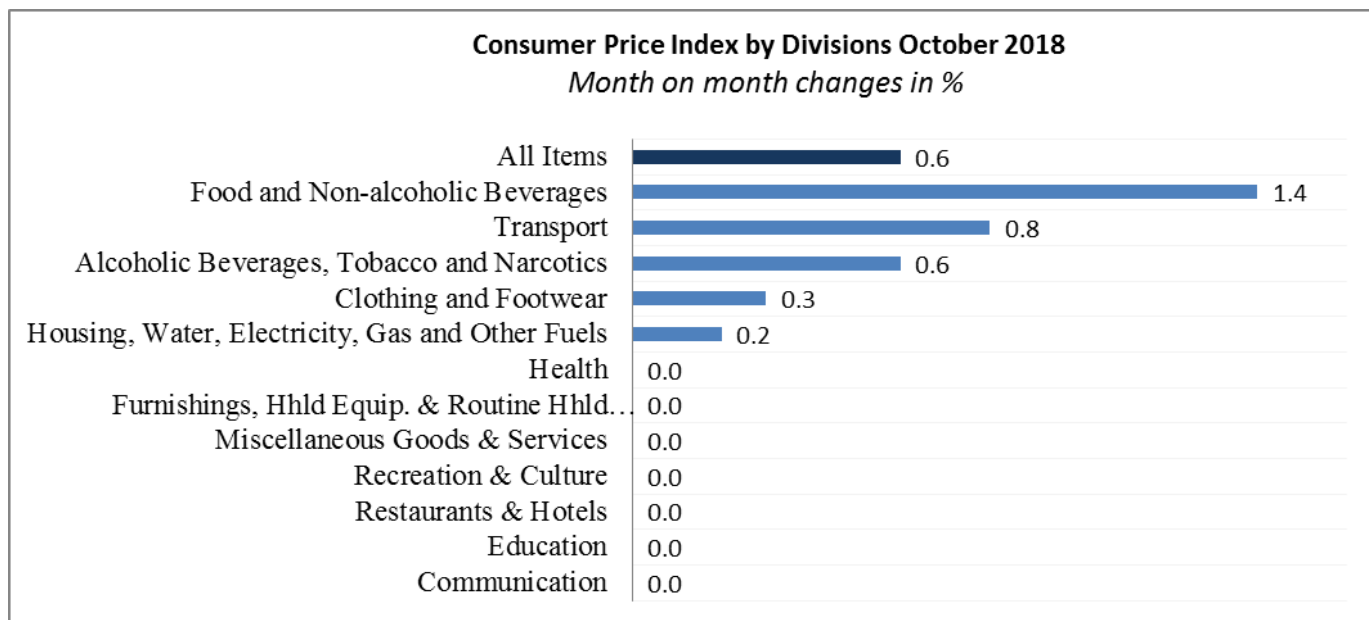 Consumer Price Index by Divisions October 2018
Month on month changes in %
All Items 0.6
Food and Non-alcoholic Beverages 1.4
Transport 0.8
Alcoholic Beverages, Tobacco and Narcotics 0.6
Clothing and Footwear 0.3
Housing, Water, Electricity, Gas and Other Fuels 0.2
Health 0.0
Furnishings, Hhld Equip. & Routine Hhld… 0.0
Miscellaneous Goods & Services 0.0
Recreation & Culture 0.0
Restaurants & Hotels 0.0
Education 0.0
Communication 0.0